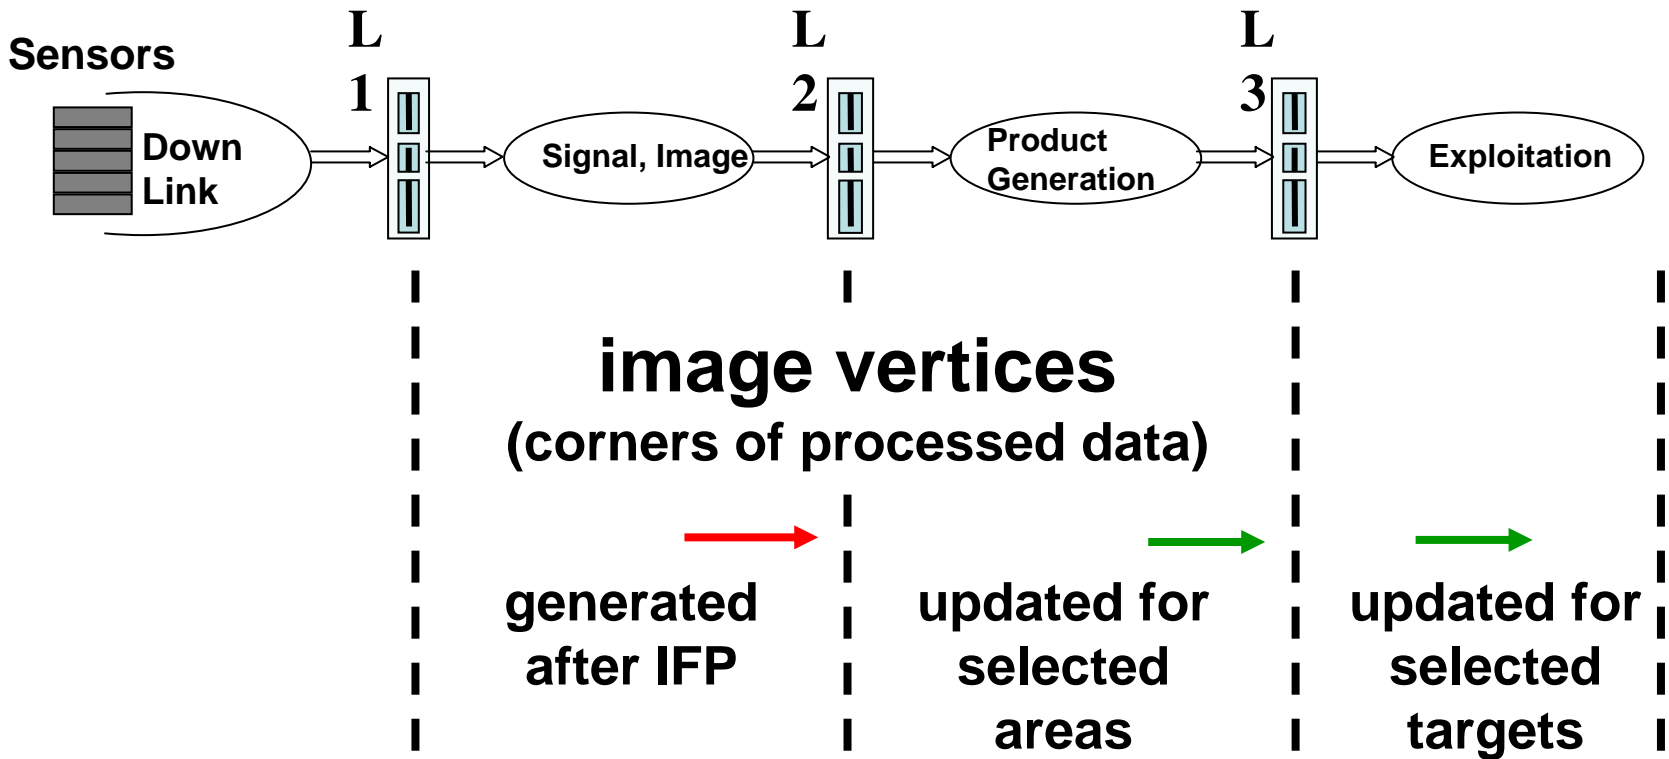 Sensors
Down
Link
L
1
Signal, Image
L
2
Product
Generation
L
3
Exploitation
image vertices
(corners of processed data)
generated
after IFP
updated for
selected
areas
updated for
selected
targets